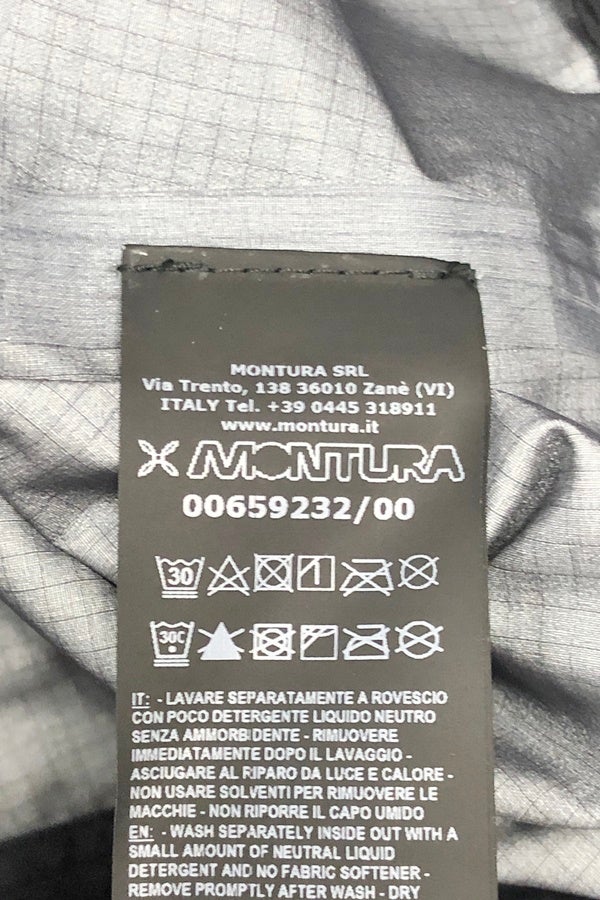 MONTURA SRL
Via Trento, 138 36010 Zanè (VI)
ITALY Tel. +39 0445 318911
www.montura.it
MONTURA
00659232/00
30
30C
IT: - LAVARE SEPARATAMENTE A ROVESCIO
CON POCO DETERGENTE LIQUIDO NEUTRO
SENZA AMMORBIDENTE - RIMUOVERE
IMMEDIATAMENTE DOPO IL LAVAGGIO -
ASCIUGARE AL RIPARO DA LUCE E CALORE -
NON USARE SOLVENTI PER RIMUOVERE LE
MACCHIE - NON RIPORRE IL CAPO UMIDO
EN: - WASH SEPARATELY INSIDE OUT WITH A
SMALL AMOUNT OF NEUTRAL LIQUID
DETERGENT AND NO FABRIC SOFTENER -
REMOVE PROMPTLY AFTER WASH - DRY